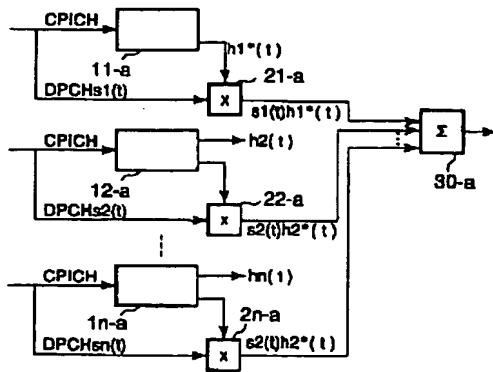 CPICH
h1*(t)
11-a
21-a
DPCHs1(t)
X
s1(t)h1*(t)
Σ
30-a
CPICH
h2(t)
12-a
22-a
DPCHs2(t)
X
s2(t)h2*(t)
CPICH
hn(t)
1n-a
2n-a
DPCHsn(t)
X
s2(t)h2*(t)